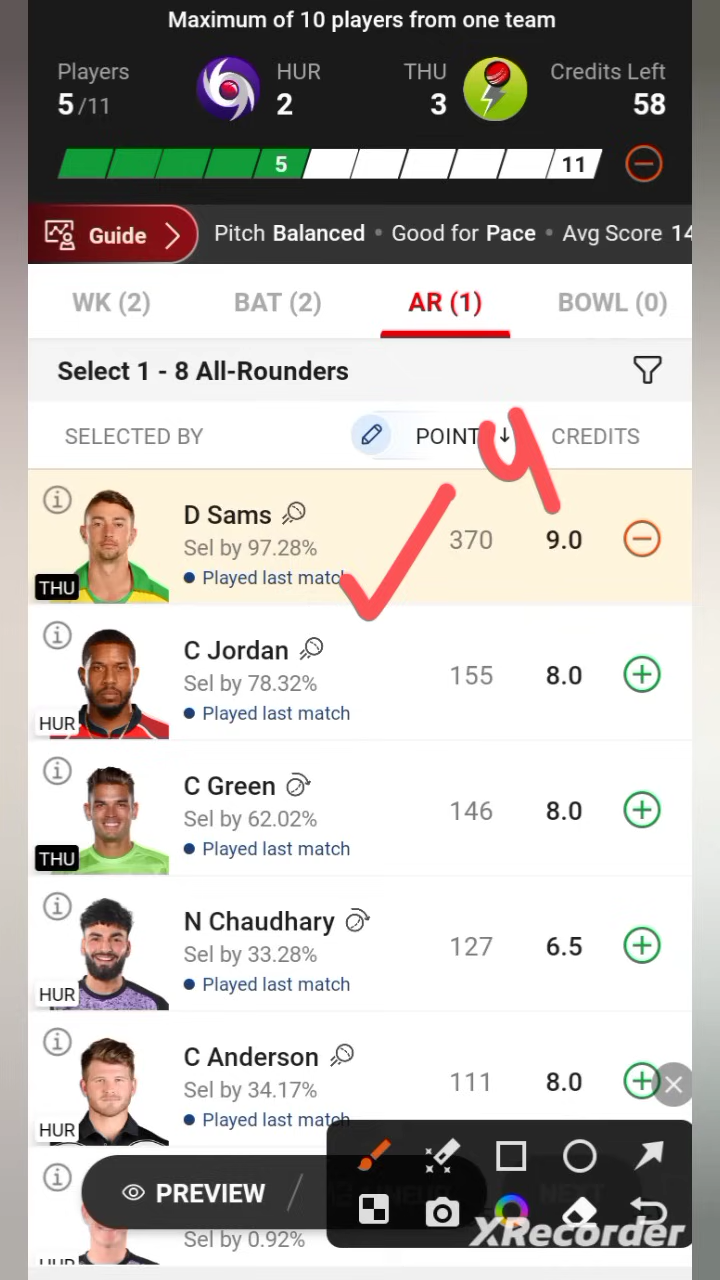 Maximum of 10 players from one team
Players HUR THU Credits Left
5 /11 2 3 58
5 11
Guide Pitch Balanced • Good for Pace • Avg Score 14
WK (2) BAT (2) AR (1) BOWL (0)
Select 1 - 8 All-Rounders
SELECTED BY POINT ↓ CREDITS
D Sams
Sel by 97.28% 370 9.0
THU Played last match
C Jordan
Sel by 78.32% 155 8.0
HUR Played last match
C Green
Sel by 62.02% 146 8.0
THU Played last match
N Chaudhary
Sel by 33.28% 127 6.5
HUR Played last match
C Anderson
Sel by 34.17% 111 8.0
HUR Played last match
PREVIEW
Sel by 0.92%
XRecorder
HUR